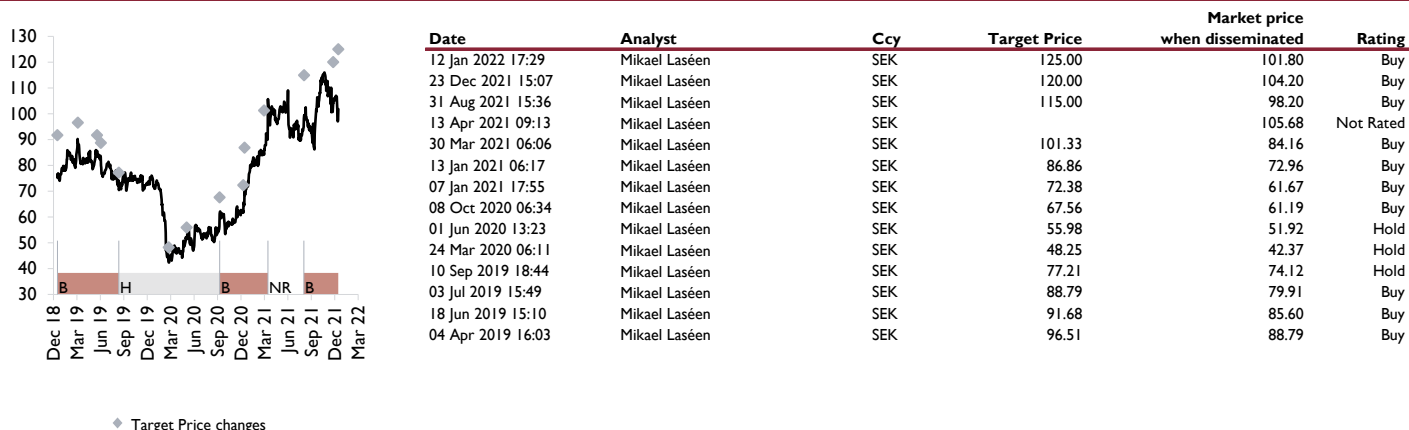 130
120
110
100
90
80
70
60
50
40
30
B
H
B
NR
B
Dec 18
Mar 19
Jun 19
Sep 19
Dec 19
Mar 20
Jun 20
Sep 20
Dec 20
Mar 21
Jun 21
Sep 21
Dec 21
Mar 22
Target Price changes
Market price
Date Analyst Ccy Target Price when disseminated Rating
12 Jan 2022 17:29 Mikael Laséen SEK 125.00 101.80 Buy
23 Dec 2021 15:07 Mikael Laséen SEK 120.00 104.20 Buy
31 Aug 2021 15:36 Mikael Laséen SEK 115.00 98.20 Buy
13 Apr 2021 09:13 Mikael Laséen SEK 105.68 Not Rated
30 Mar 2021 06:06 Mikael Laséen SEK 101.33 84.16 Buy
13 Jan 2021 06:17 Mikael Laséen SEK 86.86 72.96 Buy
07 Jan 2021 17:55 Mikael Laséen SEK 72.38 61.67 Buy
08 Oct 2020 06:34 Mikael Laséen SEK 67.56 61.19 Buy
01 Jun 2020 13:23 Mikael Laséen SEK 55.98 51.92 Hold
24 Mar 2020 06:11 Mikael Laséen SEK 48.25 42.37 Hold
10 Sep 2019 18:44 Mikael Laséen SEK 77.21 74.12 Hold
03 Jul 2019 15:49 Mikael Laséen SEK 88.79 79.91 Buy
18 Jun 2019 15:10 Mikael Laséen SEK 91.68 85.60 Buy
04 Apr 2019 16:03 Mikael Laséen SEK 96.51 88.79 Buy